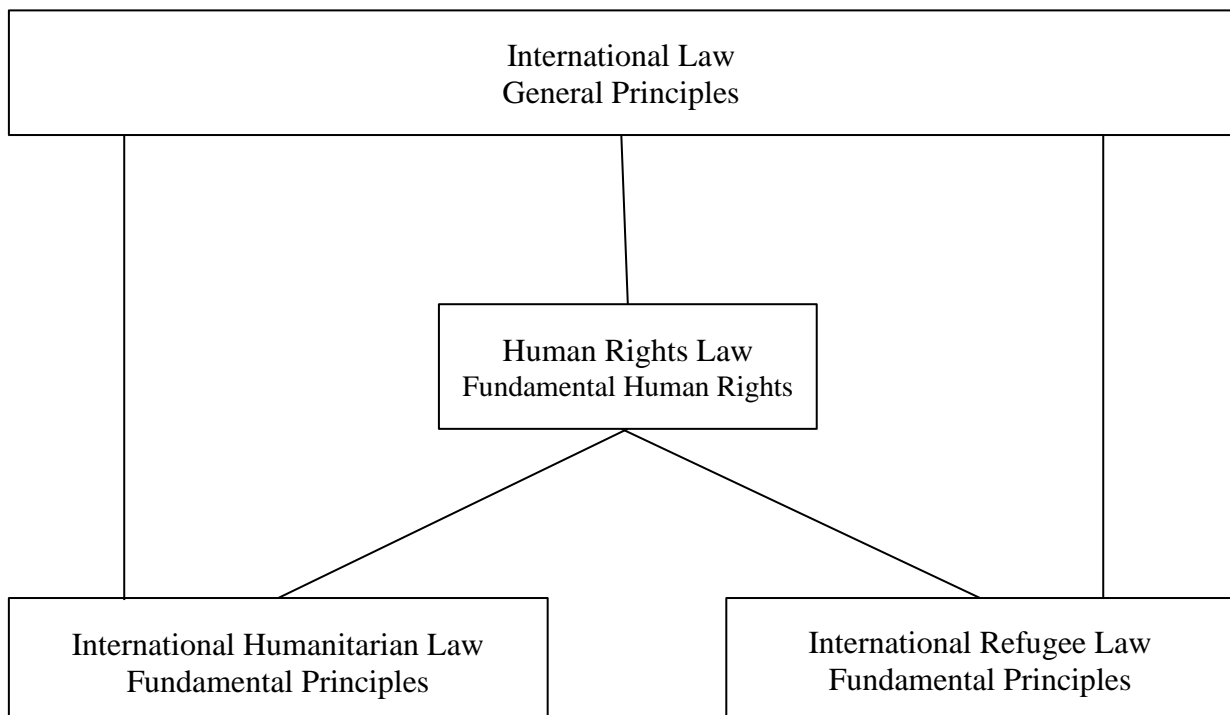 International Law
General Principles
Human Rights Law
Fundamental Human Rights
International Humanitarian Law
Fundamental Principles
International Refugee Law
Fundamental Principles